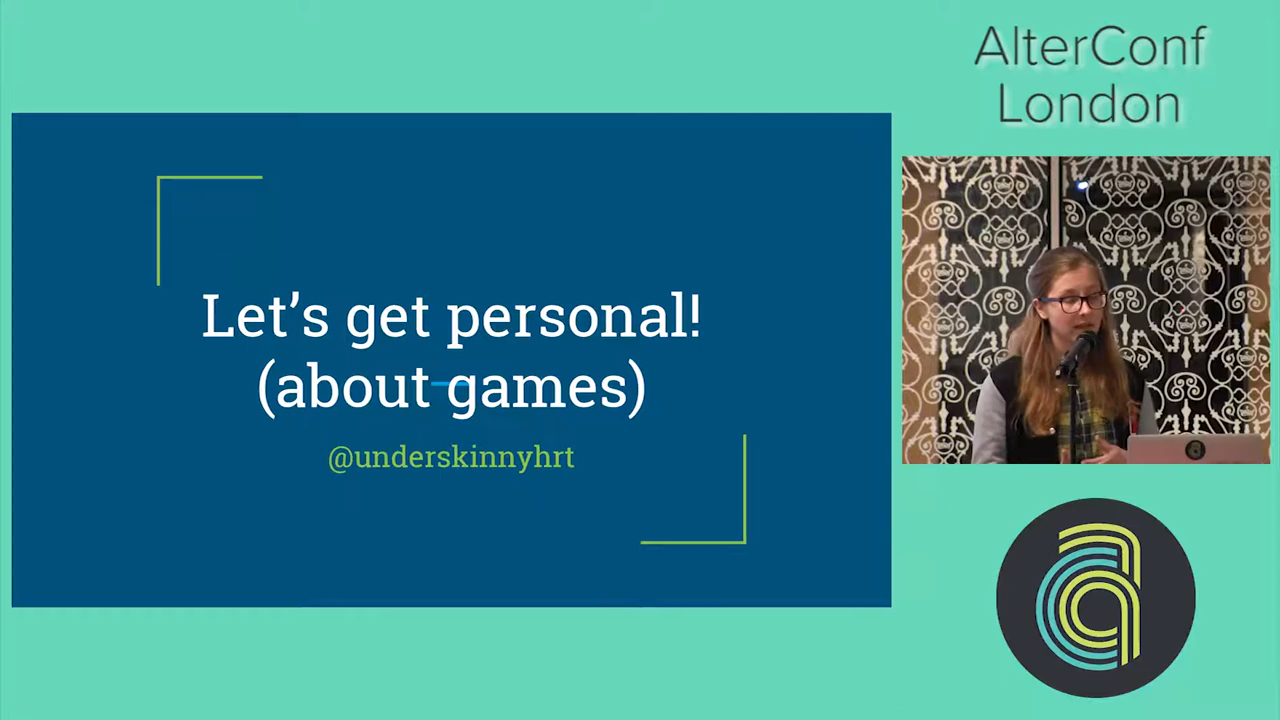 AlterConf
London
Let’s get personal!
(about games)
@underskinnyhrt